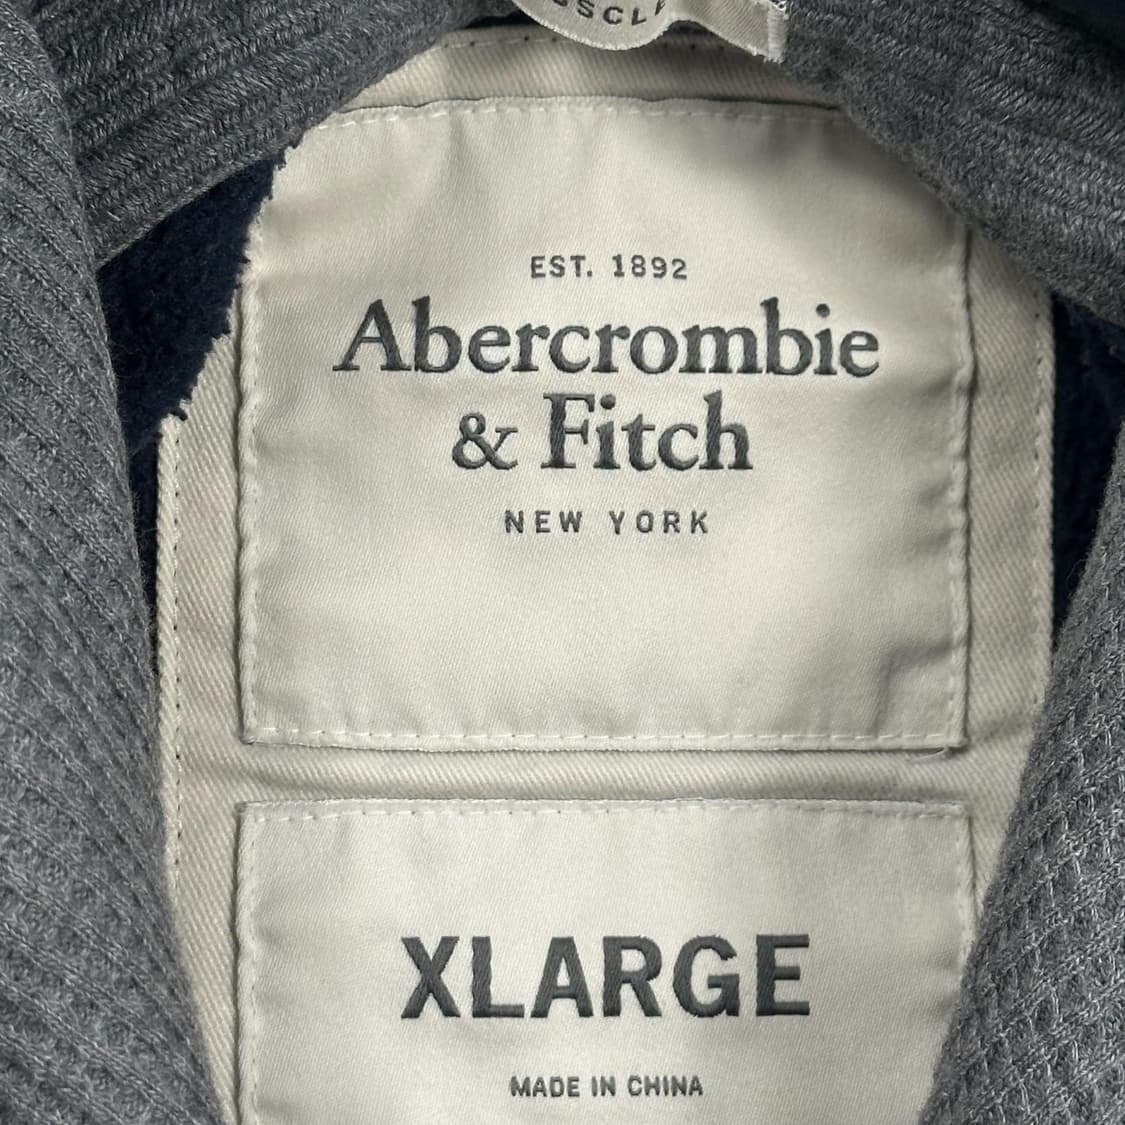 EST. 1892
Abercrombie
& Fitch
NEW YORK
XLARGE
MADE IN CHINA